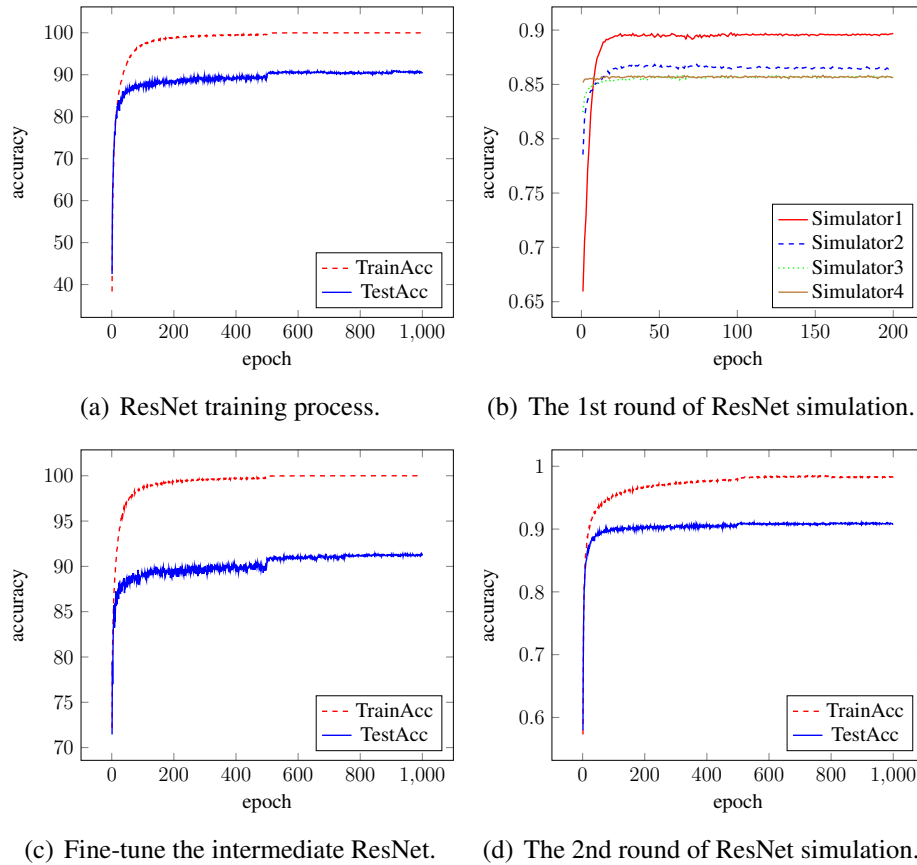 100
90
80
70
60
50
40
accuracy
TrainAcc
TestAcc
0 200 400 600 800 1,000
epoch
(a) ResNet training process.
0.9
0.85
0.8
0.75
0.7
0.65
accuracy
Simulator1
Simulator2
Simulator3
Simulator4
0 50 100 150 200
epoch
(b) The 1st round of ResNet simulation.
100
95
90
85
80
75
70
accuracy
TrainAcc
TestAcc
0 200 400 600 800 1,000
epoch
(c) Fine-tune the intermediate ResNet.
1
0.9
0.8
0.7
0.6
accuracy
TrainAcc
TestAcc
0 200 400 600 800 1,000
epoch
(d) The 2nd round of ResNet simulation.